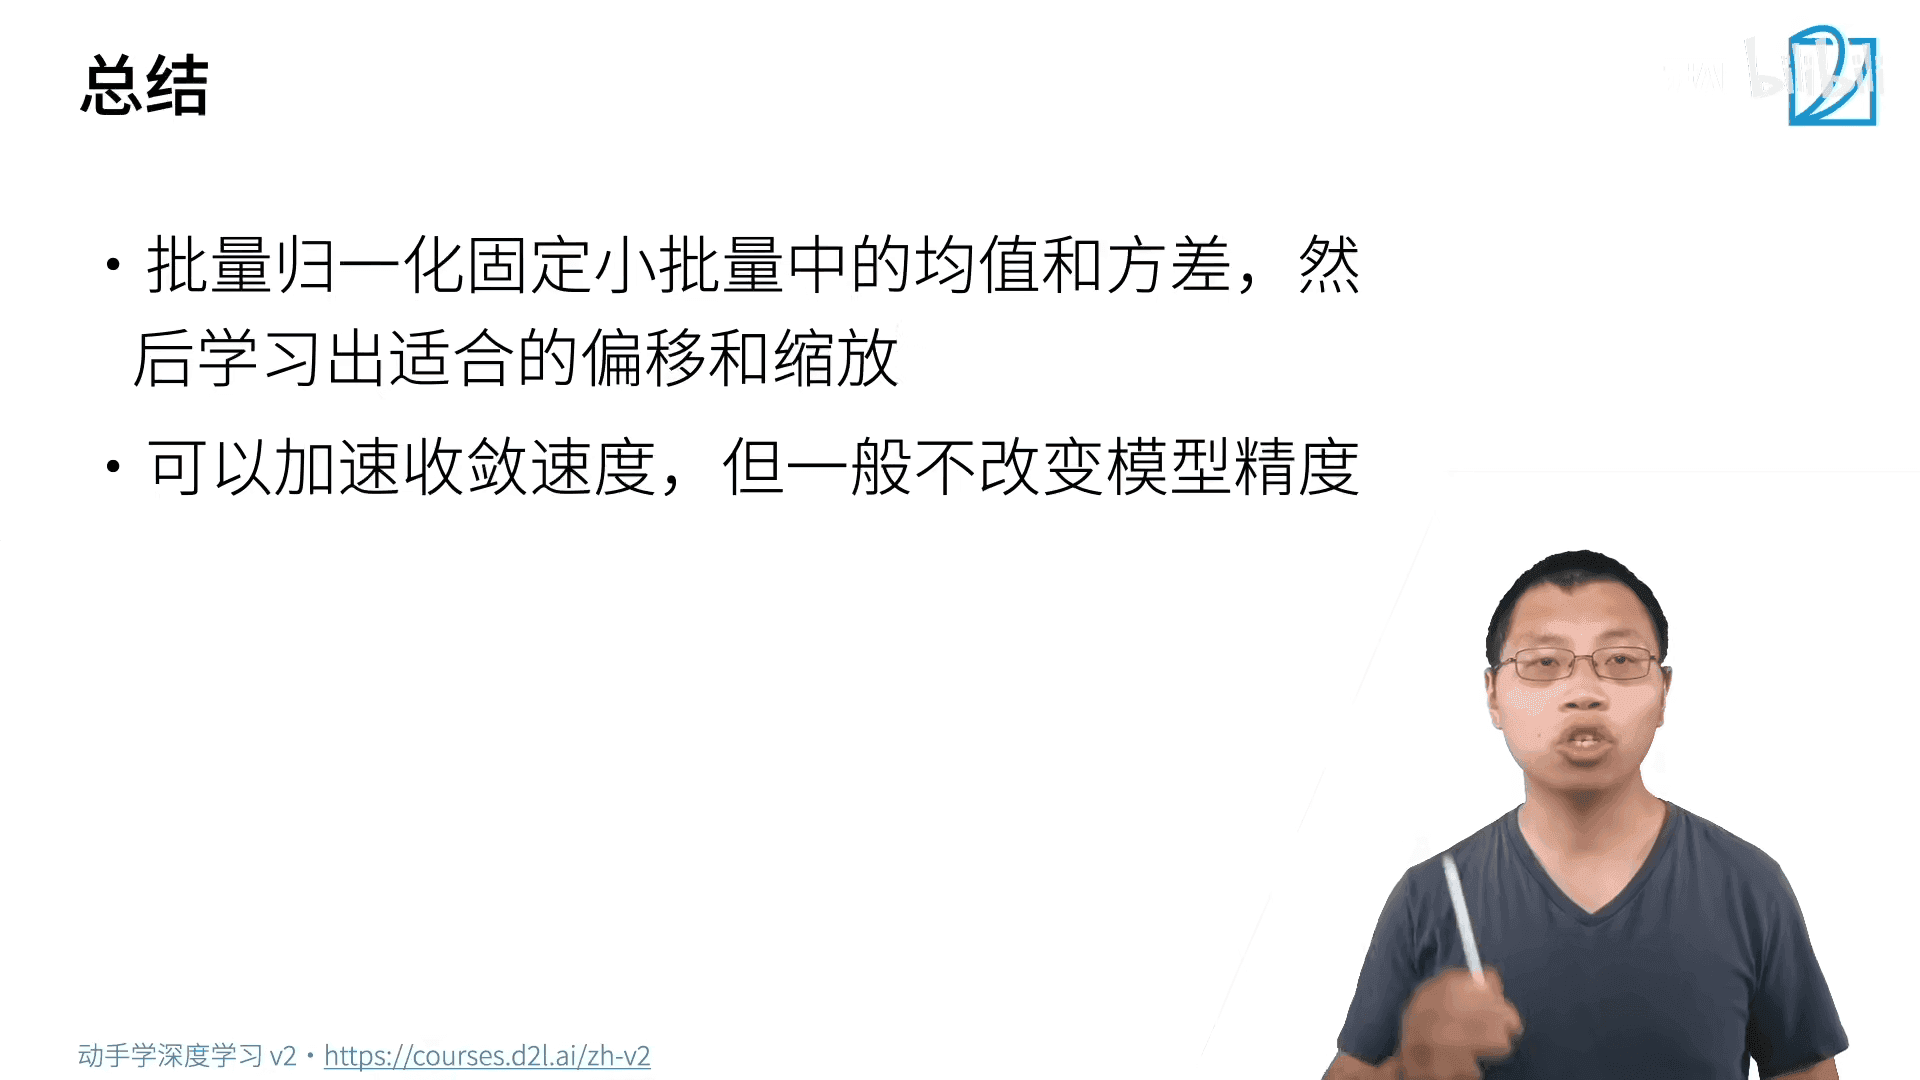 总结
• 批量归一化固定小批量中的均值和方差，然
后学习出适合的偏移和缩放
• 可以加速收敛速度，但一般不改变模型精度
动手学深度学习 v2 • https://courses.d2l.ai/zh-v2
bilibili